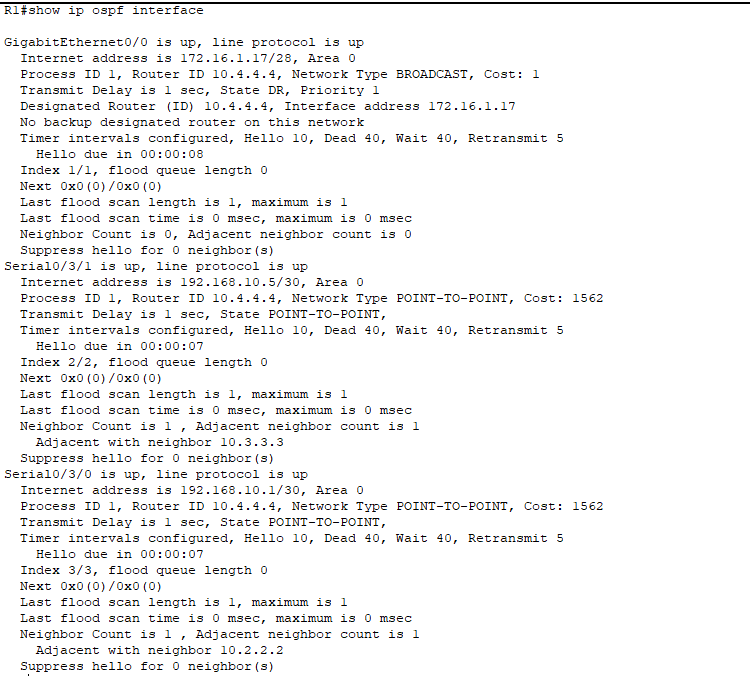 R1#show ip ospf interface

GigabitEthernet0/0 is up, line protocol is up
  Internet address is 172.16.1.17/28, Area 0
  Process ID 1, Router ID 10.4.4.4, Network Type BROADCAST, Cost: 1
  Transmit Delay is 1 sec, State DR, Priority 1
  Designated Router (ID) 10.4.4.4, Interface address 172.16.1.17
  No backup designated router on this network
  Timer intervals configured, Hello 10, Dead 40, Wait 40, Retransmit 5
    Hello due in 00:00:08
  Index 1/1, flood queue length 0
  Next 0x0(0)/0x0(0)
  Last flood scan length is 1, maximum is 1
  Last flood scan time is 0 msec, maximum is 0 msec
  Neighbor Count is 0, Adjacent neighbor count is 0
  Suppress hello for 0 neighbor(s)
Serial0/3/1 is up, line protocol is up
  Internet address is 192.168.10.5/30, Area 0
  Process ID 1, Router ID 10.4.4.4, Network Type POINT-TO-POINT, Cost: 1562
  Transmit Delay is 1 sec, State POINT-TO-POINT,
  Timer intervals configured, Hello 10, Dead 40, Wait 40, Retransmit 5
    Hello due in 00:00:07
  Index 2/2, flood queue length 0
  Next 0x0(0)/0x0(0)
  Last flood scan length is 1, maximum is 1
  Last flood scan time is 0 msec, maximum is 0 msec
  Neighbor Count is 1 , Adjacent neighbor count is 1
    Adjacent with neighbor 10.3.3.3
  Suppress hello for 0 neighbor(s)
Serial0/3/0 is up, line protocol is up
  Internet address is 192.168.10.1/30, Area 0
  Process ID 1, Router ID 10.4.4.4, Network Type POINT-TO-POINT, Cost: 1562
  Transmit Delay is 1 sec, State POINT-TO-POINT,
  Timer intervals configured, Hello 10, Dead 40, Wait 40, Retransmit 5
    Hello due in 00:00:07
  Index 3/3, flood queue length 0
  Next 0x0(0)/0x0(0)
  Last flood scan length is 1, maximum is 1
  Last flood scan time is 0 msec, maximum is 0 msec
  Neighbor Count is 1 , Adjacent neighbor count is 1
    Adjacent with neighbor 10.2.2.2
  Suppress hello for 0 neighbor(s)